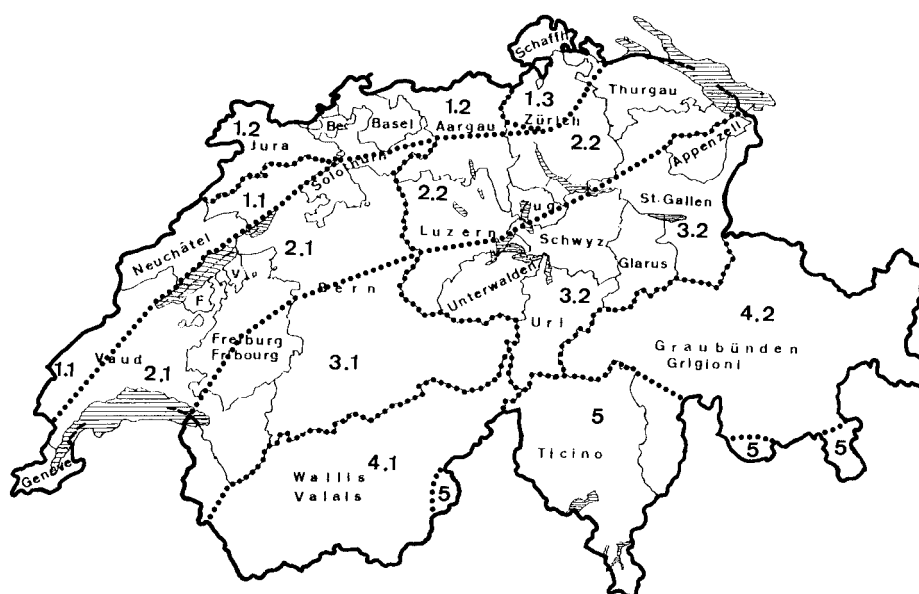 Schaffh
1.2
1.3
Thurgau
1.2
Be
Basel
Aargau
Zürich
Jura
Solothurn
2.2
Appenzell
1.1
2.2
Zug
St.Gallen
Luzern
Schwyz
3.2
Neuchâtel
2.1
Glarus
V
Unterwalden
F
Bern
3.2
4.2
Uri
Freiburg
Fribourg
Graubünden
Grigioni
1.1
Vaud
2.1
3.1
5
Ticino
4.1
5
5
Genève
Wallis
Valais
5